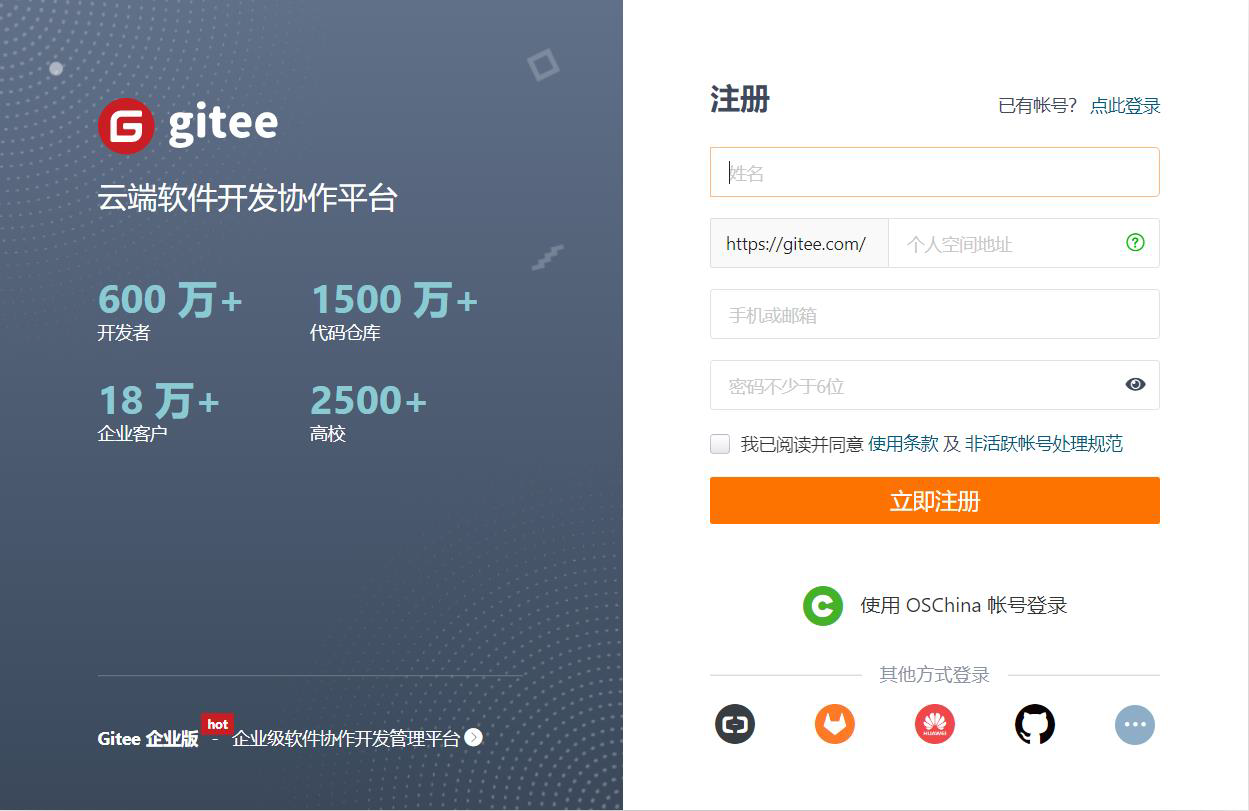 gitee
云端软件开发协作平台
600 万+
开发者
1500 万+
代码仓库
18 万+
企业客户
2500+
高校
hot
Gitee 企业版 - 企业级软件协作开发管理平台
注册
已有帐号？ 点此登录
姓名
https://gitee.com/ 个人空间地址
手机或邮箱
密码不少于6位
我已阅读并同意 使用条款 及 非活跃帐号处理规范
立即注册
使用 OSChina 帐号登录
其他方式登录
HUAWEI